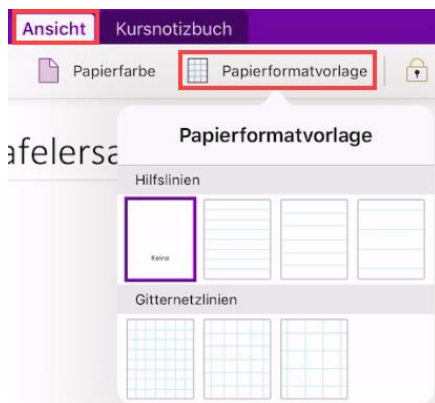 Ansicht Kursnotizbuch
Papierfarbe Papierformatvorlage
afelersa
Papierformatvorlage
Hilfslinien
Keine
Gitternetzlinien